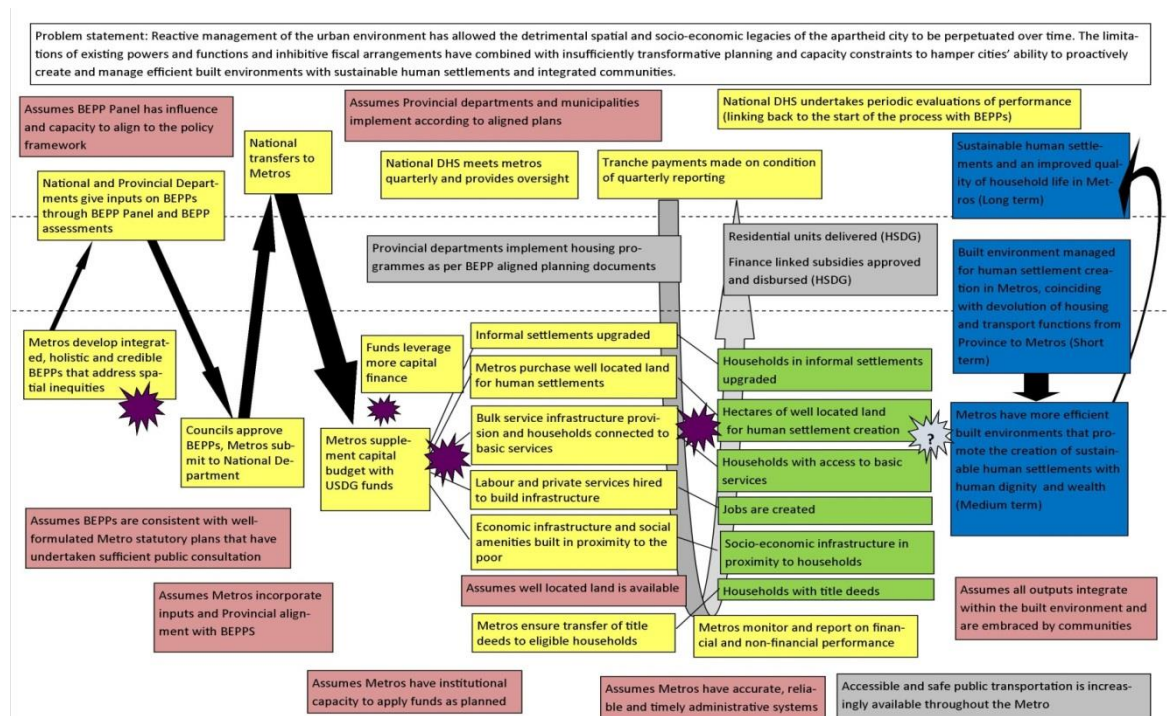 Problem statement: Reactive management of the urban environment has allowed the detrimental spatial and socio-economic legacies of the apartheid city to be perpetuated over time. The limita-
tions of existing powers and functions and inhibitive fiscal arrangements have combined with insufficiently transformative planning and capacity constraints to hamper cities' ability to proactively
create and manage efficient built environments with sustainable human settlements and integrated communities.
Assumes BEPP Panel has influence
and capacity to align to the policy
framework
National
transfers to
Metros
Assumes Provincial departments and municipalities
implement according to aligned plans
National DHS undertakes periodic evaluations of performance
(linking back to the start of the process with BEPPs)
National and Provincial Depart-
ments give inputs on BEPPs
through BEPP Panel and BEPP
assessments
National DHS meets metros
quarterly and provides oversight
Tranche payments made on condition
of quarterly reporting
Sustainable human settle-
ments and an improved qual-
ity of household life in Met-
ros (Long term)
Provincial departments implement housing pro-
grammes as per BEPP aligned planning documents
Residential units delivered (HSDG)
Finance linked subsidies approved
and disbursed (HSDG)
Built environment managed
for human settlement crea-
tion in Metros, coinciding
with devolution of housing
and transport functions from
Province to Metros (Short
term)
Metros develop integrat-
ed, holistic and credible
BEPPs that address spa-
tial inequities
Councils approve
BEPPs, Metros sub-
mit to National De-
partment
Funds leverage
more capital
finance
Metros supple-
ment capital
budget with
USDG funds
Informal settlements upgraded
Metros purchase well located land
for human settlements
Bulk service infrastructure provi-
sion and households connected to
basic services
Labour and private services hired
to build infrastructure
Economic infrastructure and social
amenities built in proximity to the
poor
Households in informal settlements
upgraded
Hectares of well located land
for human settlement creation
Households with access to basic
services
Jobs are created
Socio-economic infrastructure in
proximity to households
Households with title deeds
?
Metros have more efficient
built environments that pro-
mote the creation of sustain-
able human settlements with
human dignity and wealth
(Medium term)
Assumes BEPPs are consistent with well-
formulated Metro statutory plans that have
undertaken sufficient public consultation
Assumes Metros incorporate
inputs and Provincial align-
ment with BEPPS
Assumes well located land is available
Metros ensure transfer of title
deeds to eligible households
Metros monitor and report on finan-
cial and non-financial performance
Assumes all outputs integrate
within the built environment and
are embraced by communities
Assumes Metros have institutional
capacity to apply funds as planned
Assumes Metros have accurate, relia-
ble and timely administrative systems
Accessible and safe public transportation is increas-
ingly available throughout the Metro